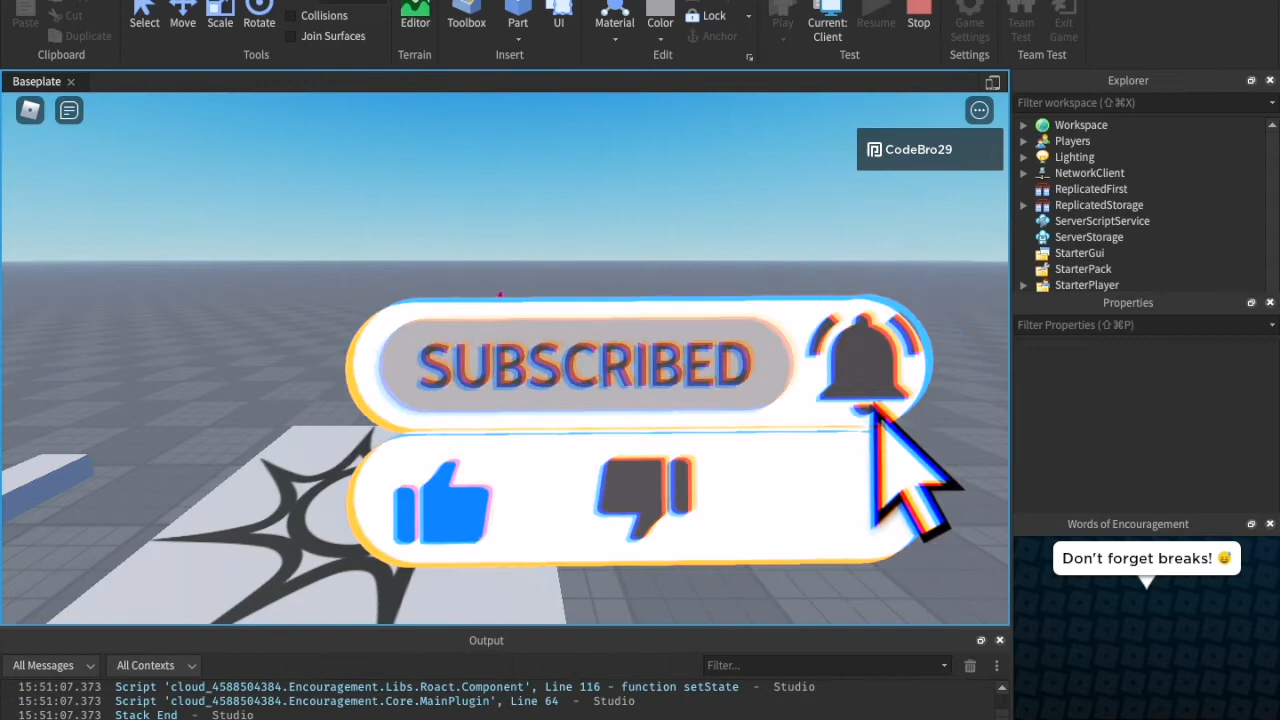 Paste
Cut
Duplicate
Clipboard
Select
Move
Scale
Rotate
Collisions
Join Surfaces
Tools
Editor
Terrain
Toolbox
Part
UI
Insert
Material
Color
Lock
Anchor
Edit
Play
Current:
Client
Resume
Stop
Test
Game
Settings
Settings
Team
Test
Exit
Game
Team Test
Baseplate
CodeBro29
SUBSCRIBED
Explorer
Filter workspace (⇧⌘X)
Workspace
Players
Lighting
NetworkClient
ReplicatedFirst
ReplicatedStorage
ServerScriptService
ServerStorage
StarterGui
StarterPack
StarterPlayer
Properties
Filter Properties (⇧⌘P)
Words of Encouragement
Don't forget breaks! 😅
Output
All Messages
All Contexts
Filter...
15:51:07.373 Script 'cloud_4588504384.Encouragement.Libs.Roact.Component', Line 116 - function setState - Studio
15:51:07.373 Script 'cloud_4588504384.Encouragement.Core.MainPlugin', Line 64 - Studio
15:51:07.373 Stack End - Studio